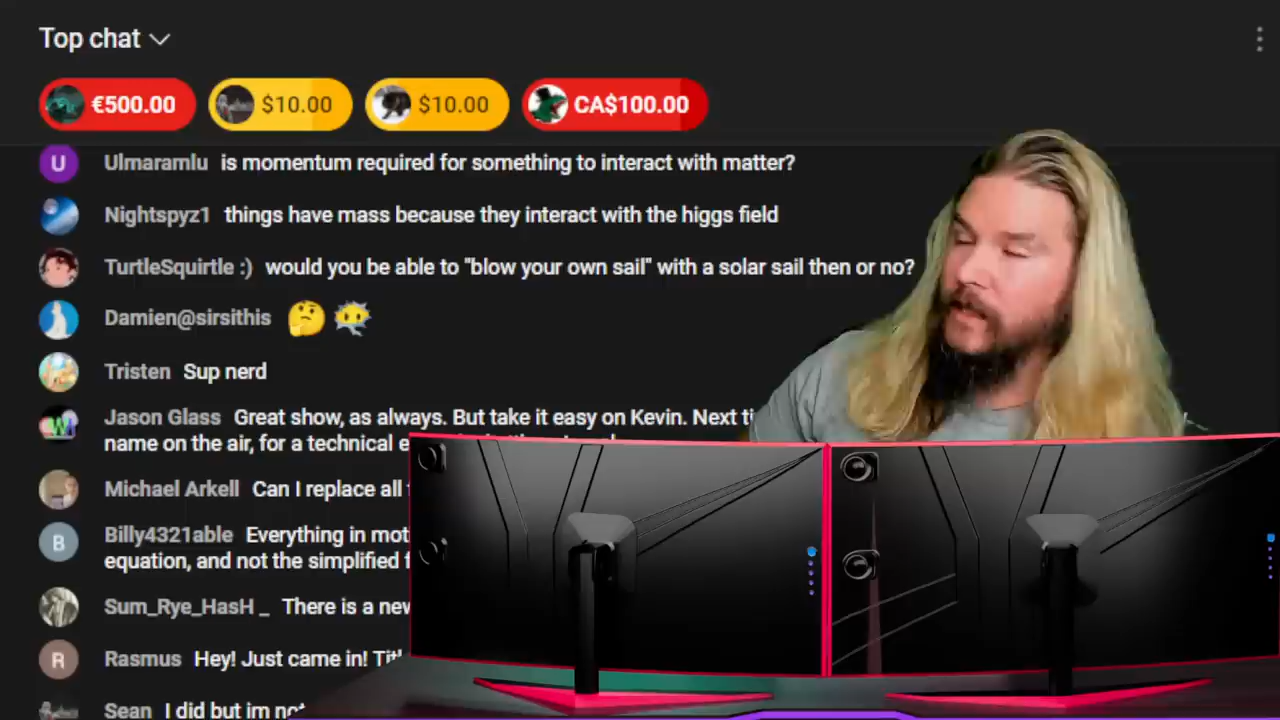 Top chat
€500.00 $10.00 $10.00 CA$100.00
U Ulmaramlu is momentum required for something to interact with matter?
Nightspyz1 things have mass because they interact with the higgs field
TurtleSquirtle :) would you be able to "blow your own sail" with a solar sail then or no?
Damien@sirsithis
Tristen Sup nerd
Jason Glass Great show, as always. But take it easy on Kevin. Next
name on the air, for a technical
Michael Arkell Can I replace all
B Billy4321able Everything in
equation, and not the simplified
Sum_Rye_HasH _ There is a
R Rasmus Hey! Just came in!
Sean I did but im not